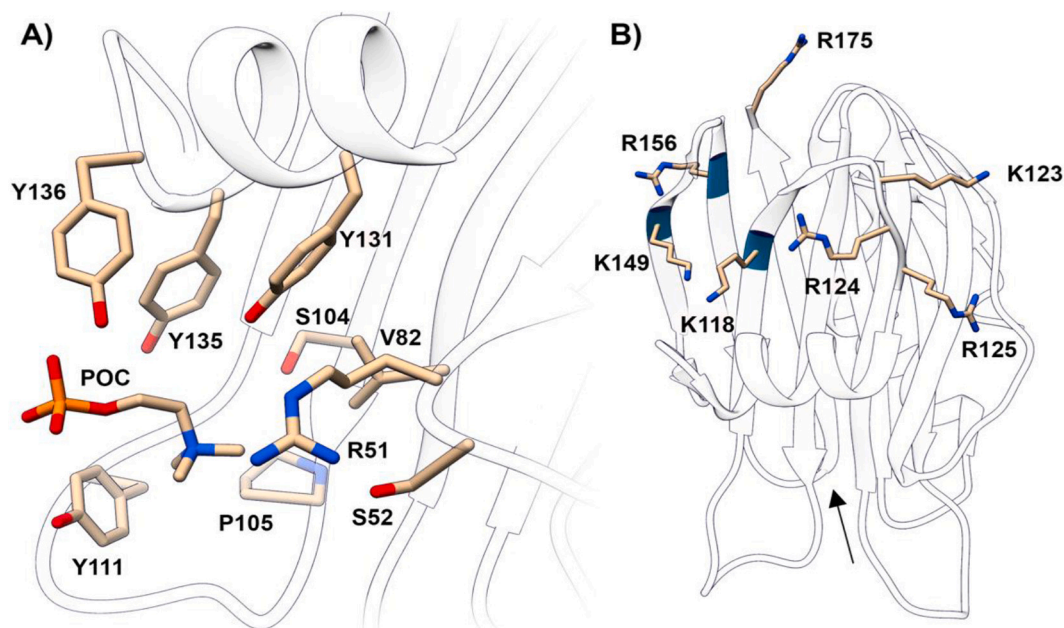 A)
Y136
Y135
Y131
S104
V82
POC
R51
P105
S52
Y111
B)
R175
R156
K123
K149
R124
K118
R125